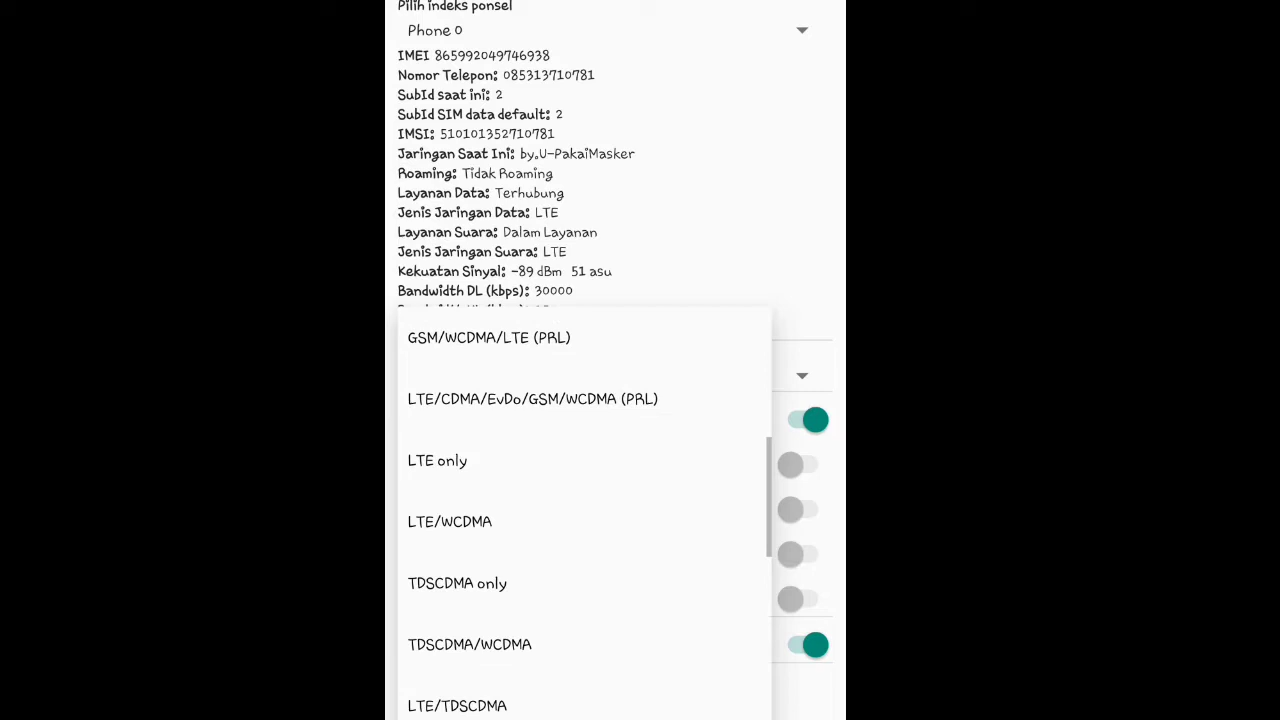 Pilih indeks ponsel
Phone 0
IMEI 865992049746938
Nomor Telepon: 085313710781
SubId saat ini: 2
SubId SIM data default: 2
IMSI: 510101352710781
Jaringan Saat Ini: by.U-PakaiMasker
Roaming: Tidak Roaming
Layanan Data: Terhubung
Jenis Jaringan Data: LTE
Layanan Suara: Dalam Layanan
Jenis Jaringan Suara: LTE
Kekuatan Sinyal: -89 dBm 51 asu
Bandwidth DL (kbps): 30000
GSM/WCDMA/LTE (PRL)
LTE/CDMA/EvDo/GSM/WCDMA (PRL)
LTE only
LTE/WCDMA
TDSCDMA only
TDSCDMA/WCDMA
LTE/TDSCDMA